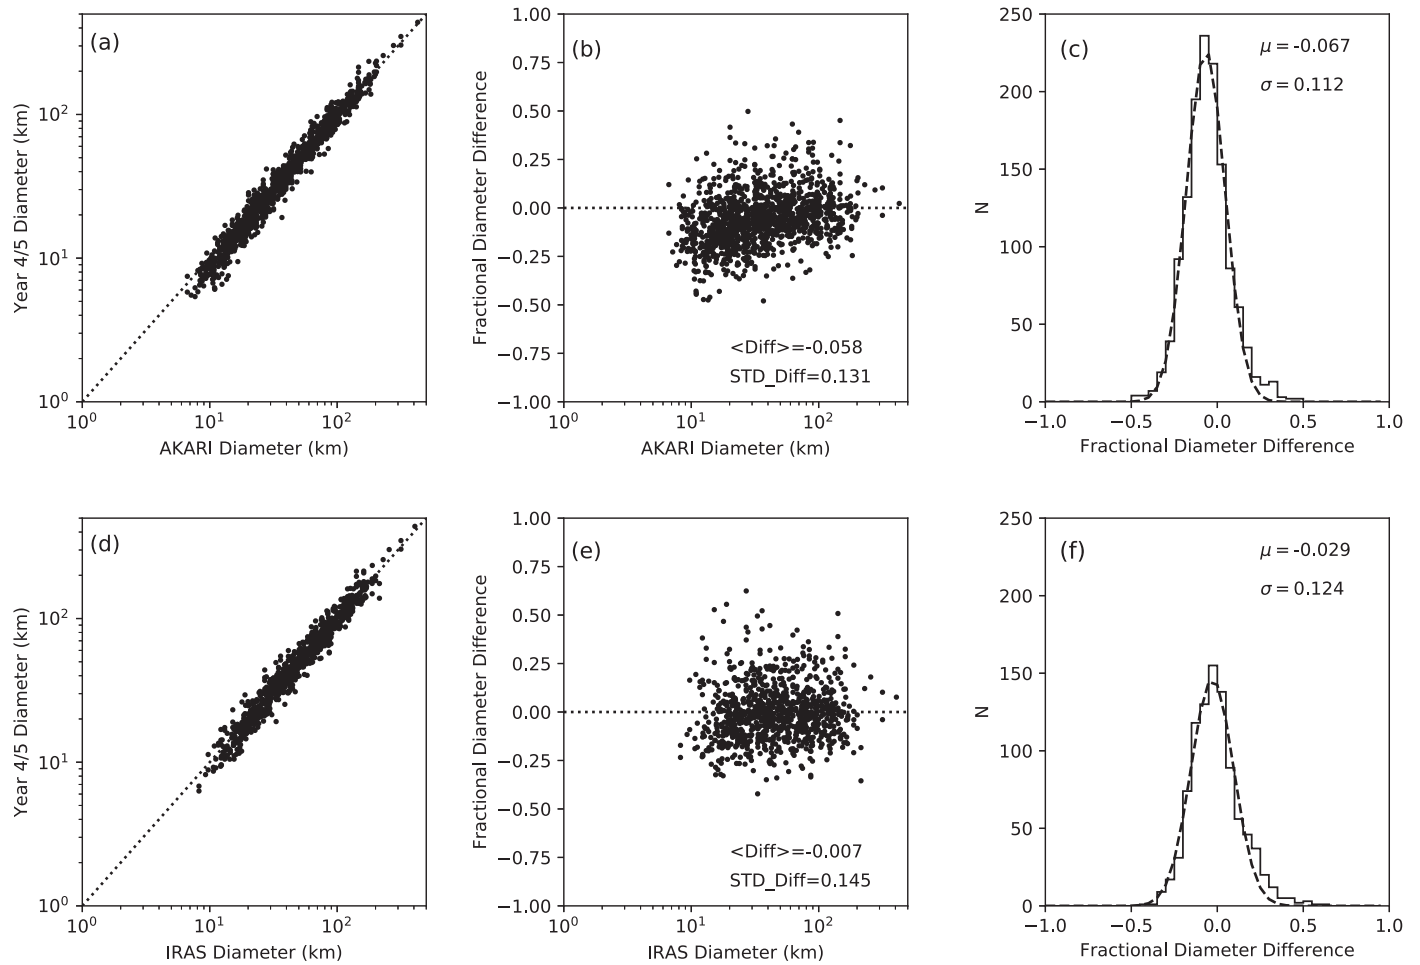 (a)
Year 4/5 Diameter (km)
10²
10¹
10⁰
10⁰ 10¹ 10²
AKARI Diameter (km)
(b)
Fractional Diameter Difference
1.00
0.75
0.50
0.25
0.00
−0.25
−0.50
−0.75
−1.00
<Diff>=-0.058
STD_Diff=0.131
10⁰ 10¹ 10²
AKARI Diameter (km)
(c)
μ = -0.067
σ = 0.112
N
250
200
150
100
50
0
−1.0 −0.5 0.0 0.5 1.0
Fractional Diameter Difference
(d)
Year 4/5 Diameter (km)
10²
10¹
10⁰
10⁰ 10¹ 10²
IRAS Diameter (km)
(e)
Fractional Diameter Difference
1.00
0.75
0.50
0.25
0.00
−0.25
−0.50
−0.75
−1.00
<Diff>=-0.007
STD_Diff=0.145
10⁰ 10¹ 10²
IRAS Diameter (km)
(f)
μ = -0.029
σ = 0.124
N
250
200
150
100
50
0
−1.0 −0.5 0.0 0.5 1.0
Fractional Diameter Difference